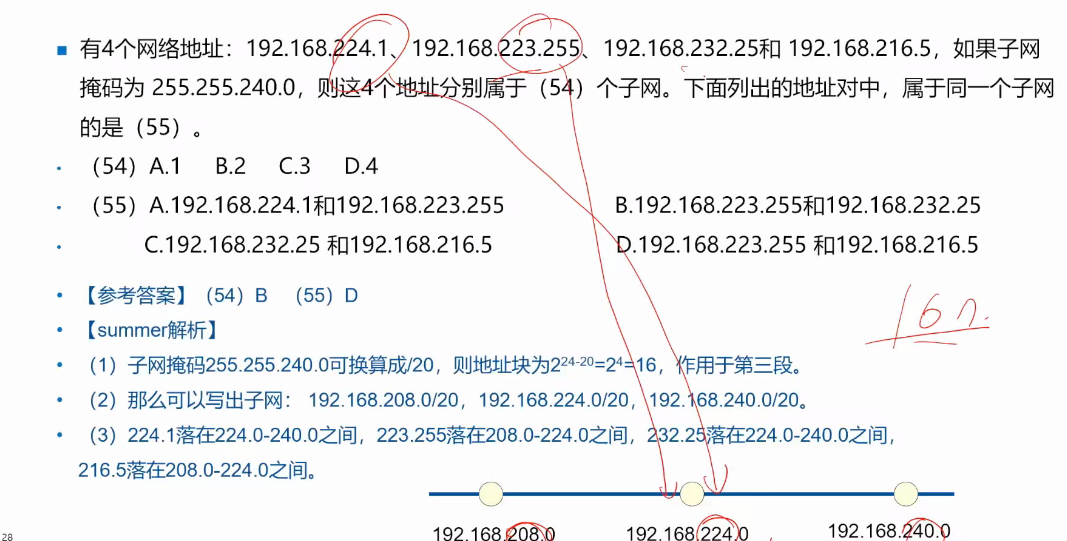 ■ 有4个网络地址：192.168.224.1、192.168.223.255、192.168.232.25和 192.168.216.5，如果子网
掩码为 255.255.240.0，则这4个地址分别属于（54）个子网。下面列出的地址对中，属于同一个子网
的是（55）。
• （54）A.1 B.2 C.3 D.4
• （55）A.192.168.224.1和192.168.223.255 B.192.168.223.255和192.168.232.25
• C.192.168.232.25 和192.168.216.5 D.192.168.223.255 和192.168.216.5
• 【参考答案】（54）B （55）D
16n.
• 【summer解析】
• （1）子网掩码255.255.240.0可换算成/20，则地址块为2²⁴⁻²⁰=2⁴=16，作用于第三段。
• （2）那么可以写出子网： 192.168.208.0/20，192.168.224.0/20，192.168.240.0/20。
• （3）224.1落在224.0-240.0之间，223.255落在208.0-224.0之间，232.25落在224.0-240.0之间，
216.5落在208.0-224.0之间。
192.168.208.0 192.168.224.0 192.168.240.0
28